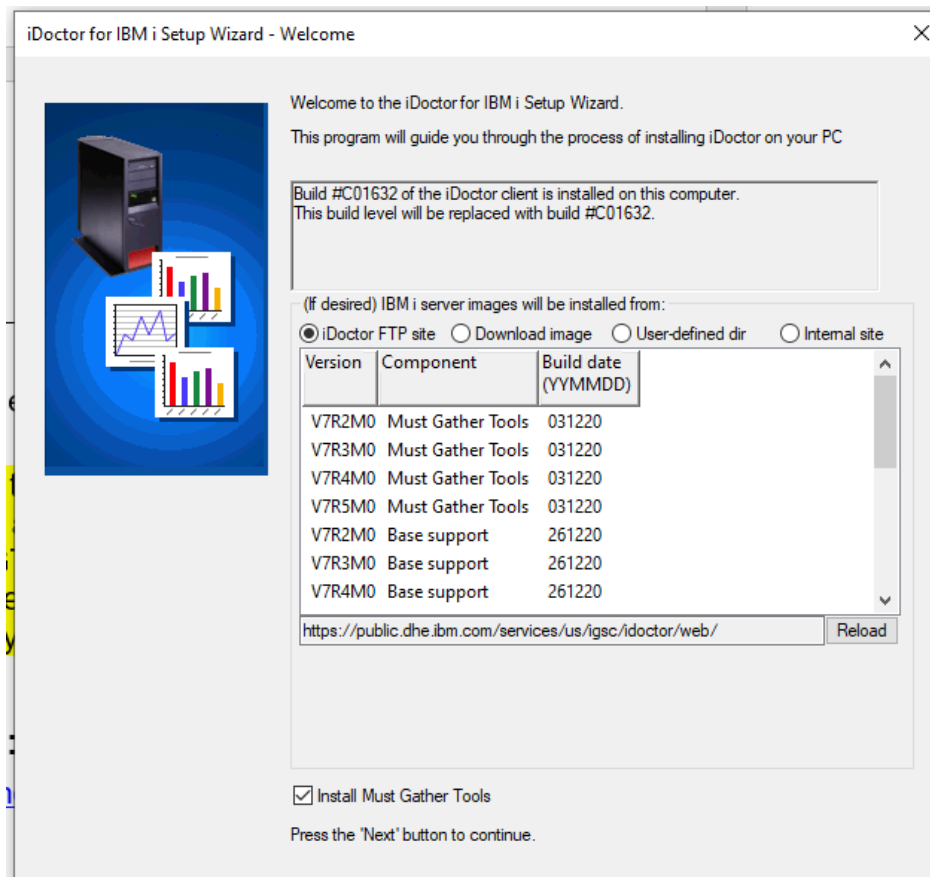 iDoctor for IBM i Setup Wizard - Welcome
Welcome to the iDoctor for IBM i Setup Wizard.
This program will guide you through the process of installing iDoctor on your PC
Build #C01632 of the iDoctor client is installed on this computer.
This build level will be replaced with build #C01632.
(If desired) IBM i server images will be installed from:
iDoctor FTP site Download image User-defined dir Internal site
Version Component Build date
(YYMMDD)
V7R2M0 Must Gather Tools 031220
V7R3M0 Must Gather Tools 031220
V7R4M0 Must Gather Tools 031220
V7R5M0 Must Gather Tools 031220
V7R2M0 Base support 261220
V7R3M0 Base support 261220
V7R4M0 Base support 261220
https://public.dhe.ibm.com/services/us/igsc/idoctor/web/ Reload
Install Must Gather Tools
Press the 'Next' button to continue.